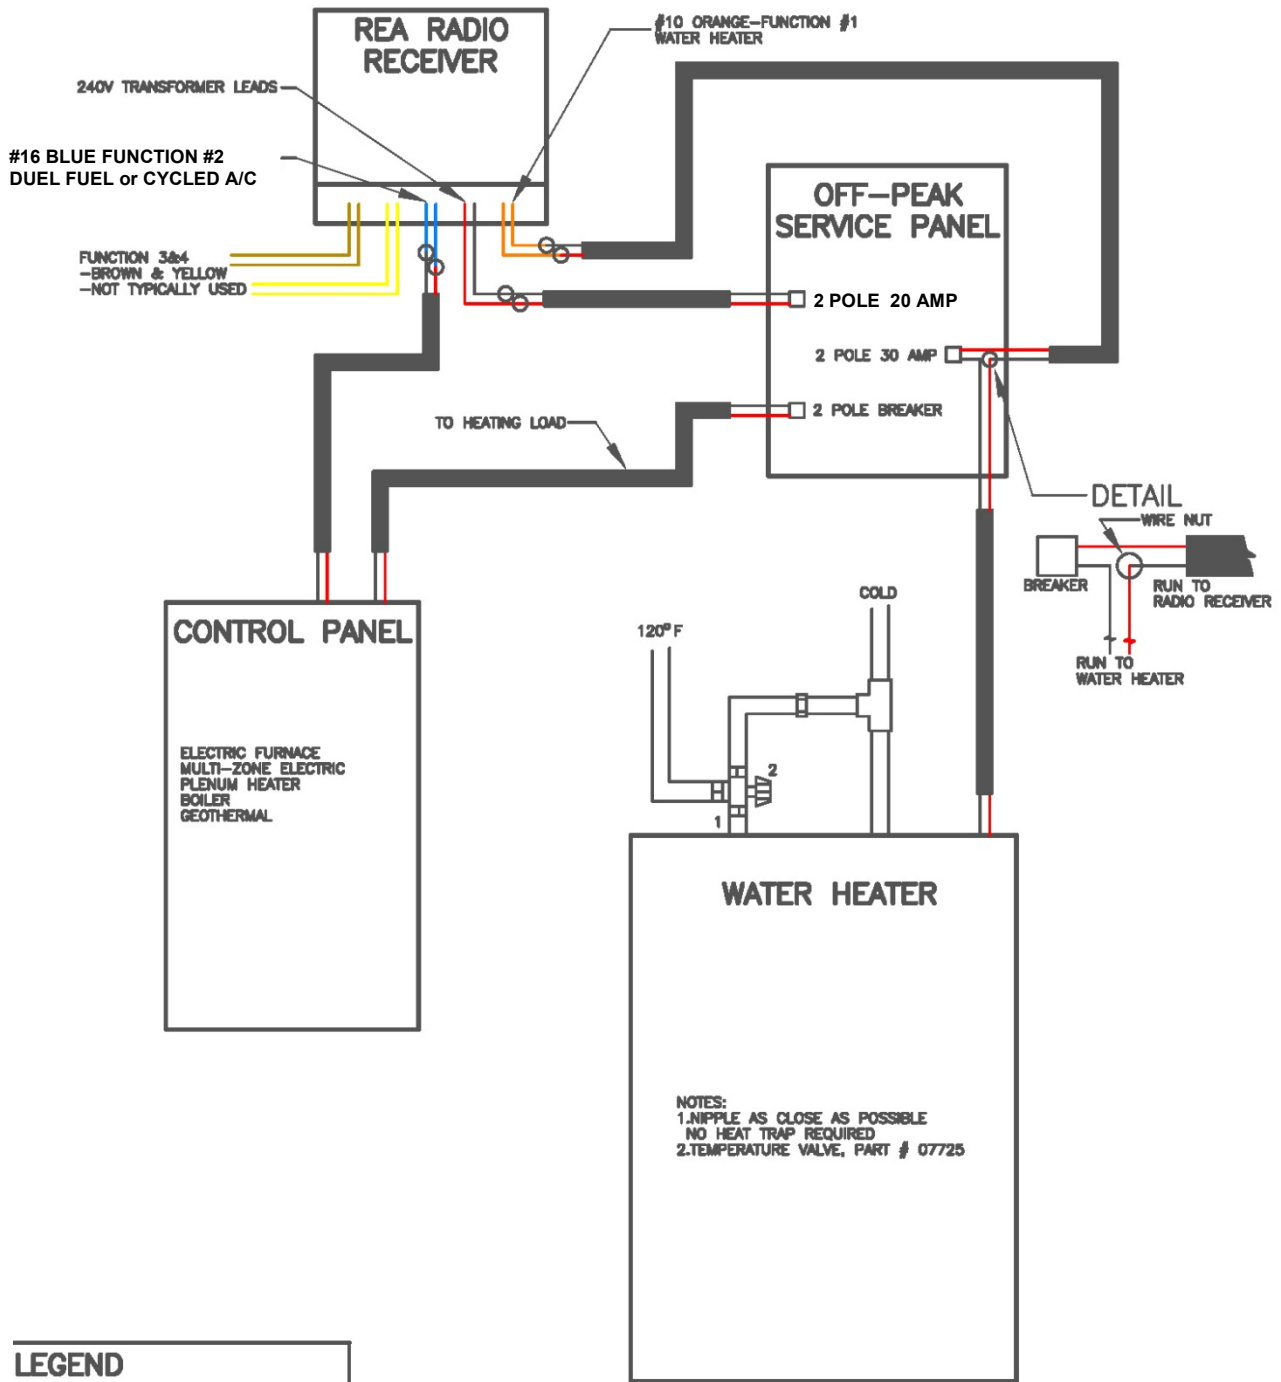 REA RADIO
RECEIVER
#10 ORANGE-FUNCTION #1
WATER HEATER
240V TRANSFORMER LEADS
#16 BLUE FUNCTION #2
DUEL FUEL or CYCLED A/C
FUNCTION 3&4
-BROWN & YELLOW
-NOT TYPICALLY USED
OFF-PEAK
SERVICE PANEL
2 POLE 20 AMP
2 POLE 30 AMP
2 POLE BREAKER
TO HEATING LOAD
DETAIL
WIRE NUT
BREAKER
RUN TO
RADIO RECEIVER
RUN TO
WATER HEATER
CONTROL PANEL
ELECTRIC FURNACE
MULTI-ZONE ELECTRIC
PLENUM HEATER
BOILER
GEOTHERMAL
120° F
COLD
2
1
WATER HEATER
NOTES:
1.NIPPLE AS CLOSE AS POSSIBLE
NO HEAT TRAP REQUIRED
2.TEMPERATURE VALVE, PART # 07725
LEGEND